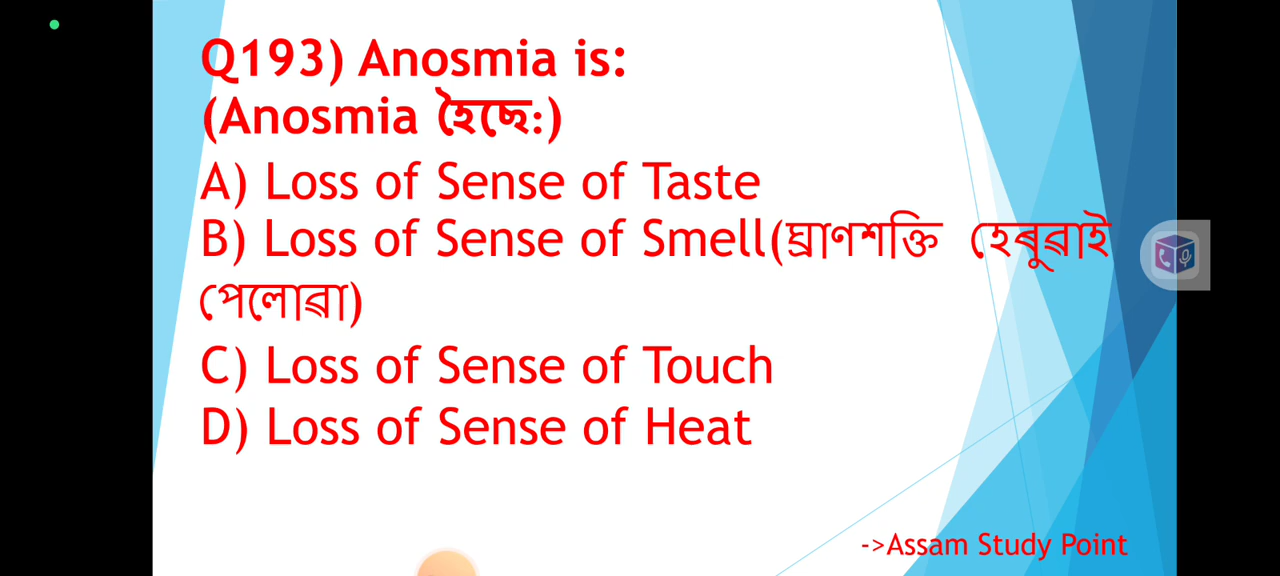 Q193) Anosmia is:
(Anosmia হৈছে:)
A) Loss of Sense of Taste
B) Loss of Sense of Smell(ঘ্ৰাণশক্তি হেৰুৱাই
পেলোৱা)
C) Loss of Sense of Touch
D) Loss of Sense of Heat
->Assam Study Point